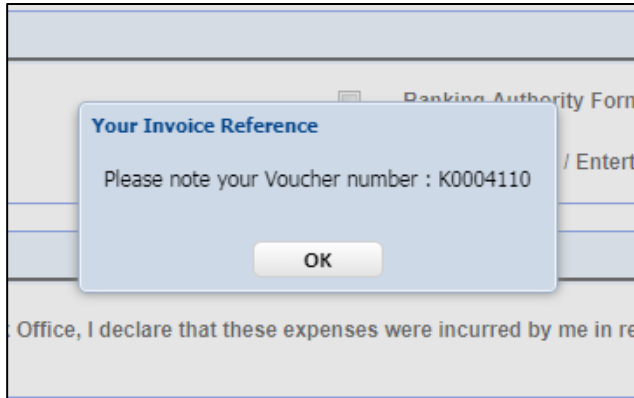 Banking Authority Form
Your Invoice Reference
Please note your Voucher number : K0004110
/ Entert
OK
Office, I declare that these expenses were incurred by me in re